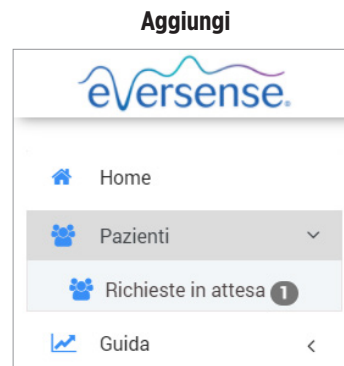 Aggiungi
eversense.
Home
Pazienti
Richieste in attesa 1
Guida